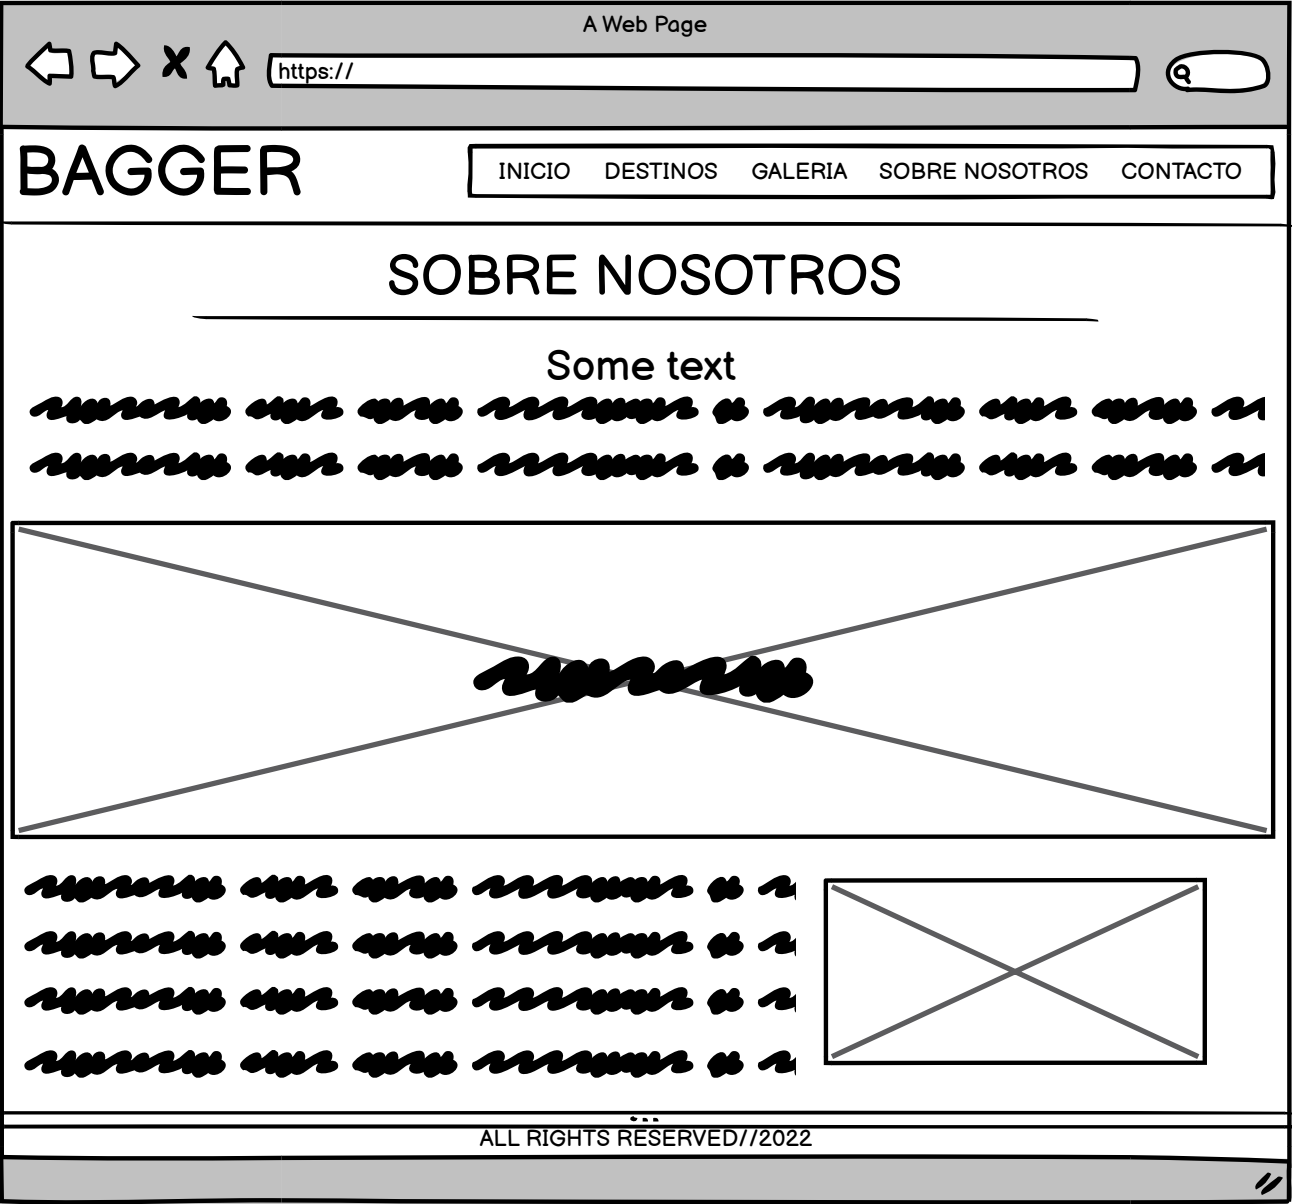 A Web Page
https://
BAGGER
INICIO DESTINOS GALERIA SOBRE NOSOTROS CONTACTO
SOBRE NOSOTROS
Some text
ALL RIGHTS RESERVED//2022